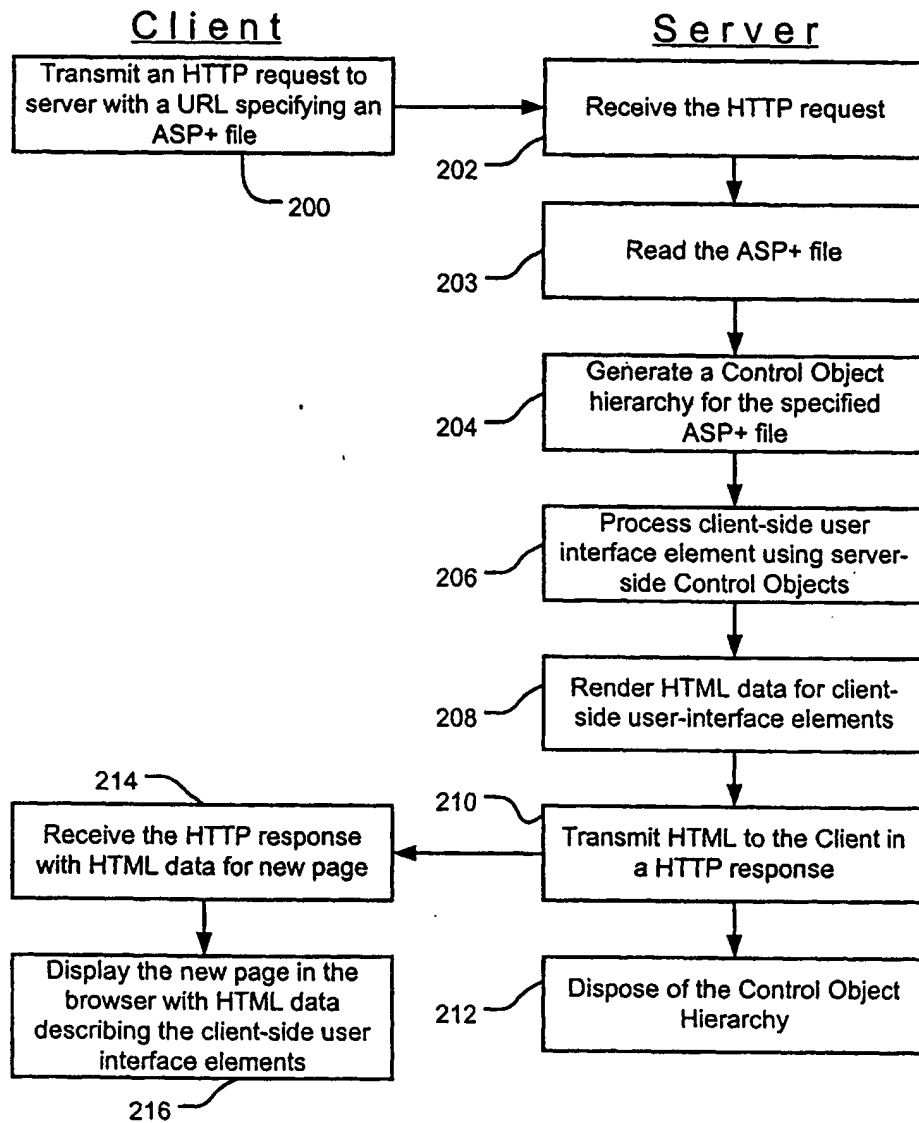 Client
Server
Transmit an HTTP request to
server with a URL specifying an
ASP+ file
200
Receive the HTTP request
202
Read the ASP+ file
203
Generate a Control Object
hierarchy for the specified
ASP+ file
204
Process client-side user
interface element using server-
side Control Objects
206
Render HTML data for client-
side user-interface elements
208
210
Transmit HTML to the Client in
a HTTP response
214
Receive the HTTP response
with HTML data for new page
Display the new page in the
browser with HTML data
describing the client-side user
interface elements
216
Dispose of the Control Object
Hierarchy
212